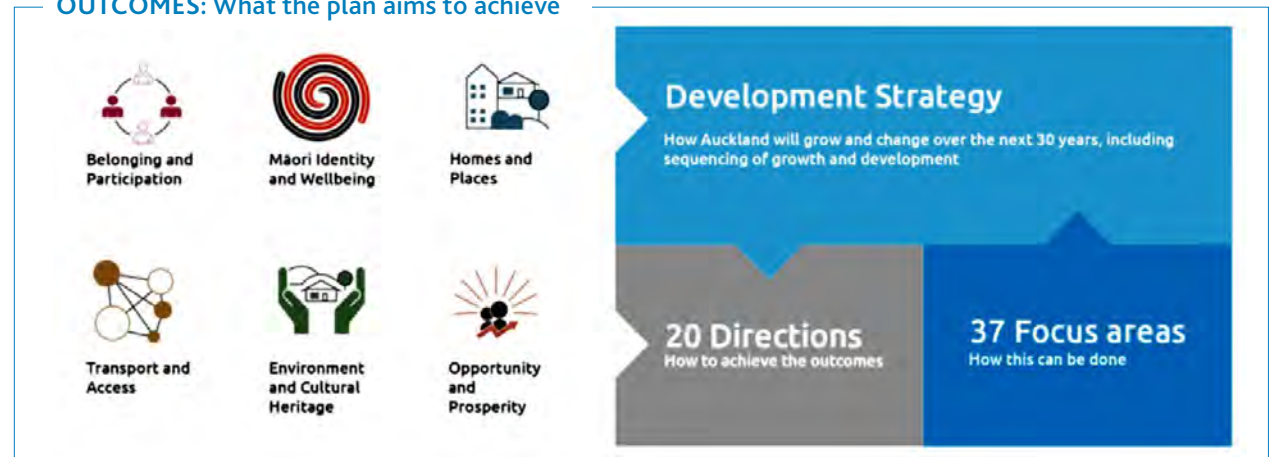 OUTCOMES: What the plan aims to achieve
Belonging and
Participation
Māori Identity
and Wellbeing
Homes and
Places
Transport and
Access
Environment
and Cultural
Heritage
Opportunity
and
Prosperity
Development Strategy
How Auckland will grow and change over the next 30 years, including
sequencing of growth and development
20 Directions
How to achieve the outcomes
37 Focus areas
How this can be done